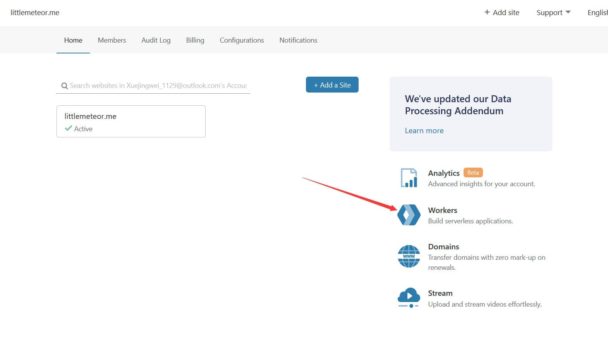 littlemeteor.me
+ Add site
Support
English
Home
Members
Audit Log
Billing
Configurations
Notifications
Search websites in Xuejingwei_1129@outlook.com's Accoun
+ Add a Site
littlemeteor.me
Active
We've updated our Data
Processing Addendum
Learn more
Analytics Beta
Advanced insights for your account.
Workers
Build serverless applications.
Domains
Transfer domains with zero mark-up on
renewals.
Stream
Upload and stream videos effortlessly.